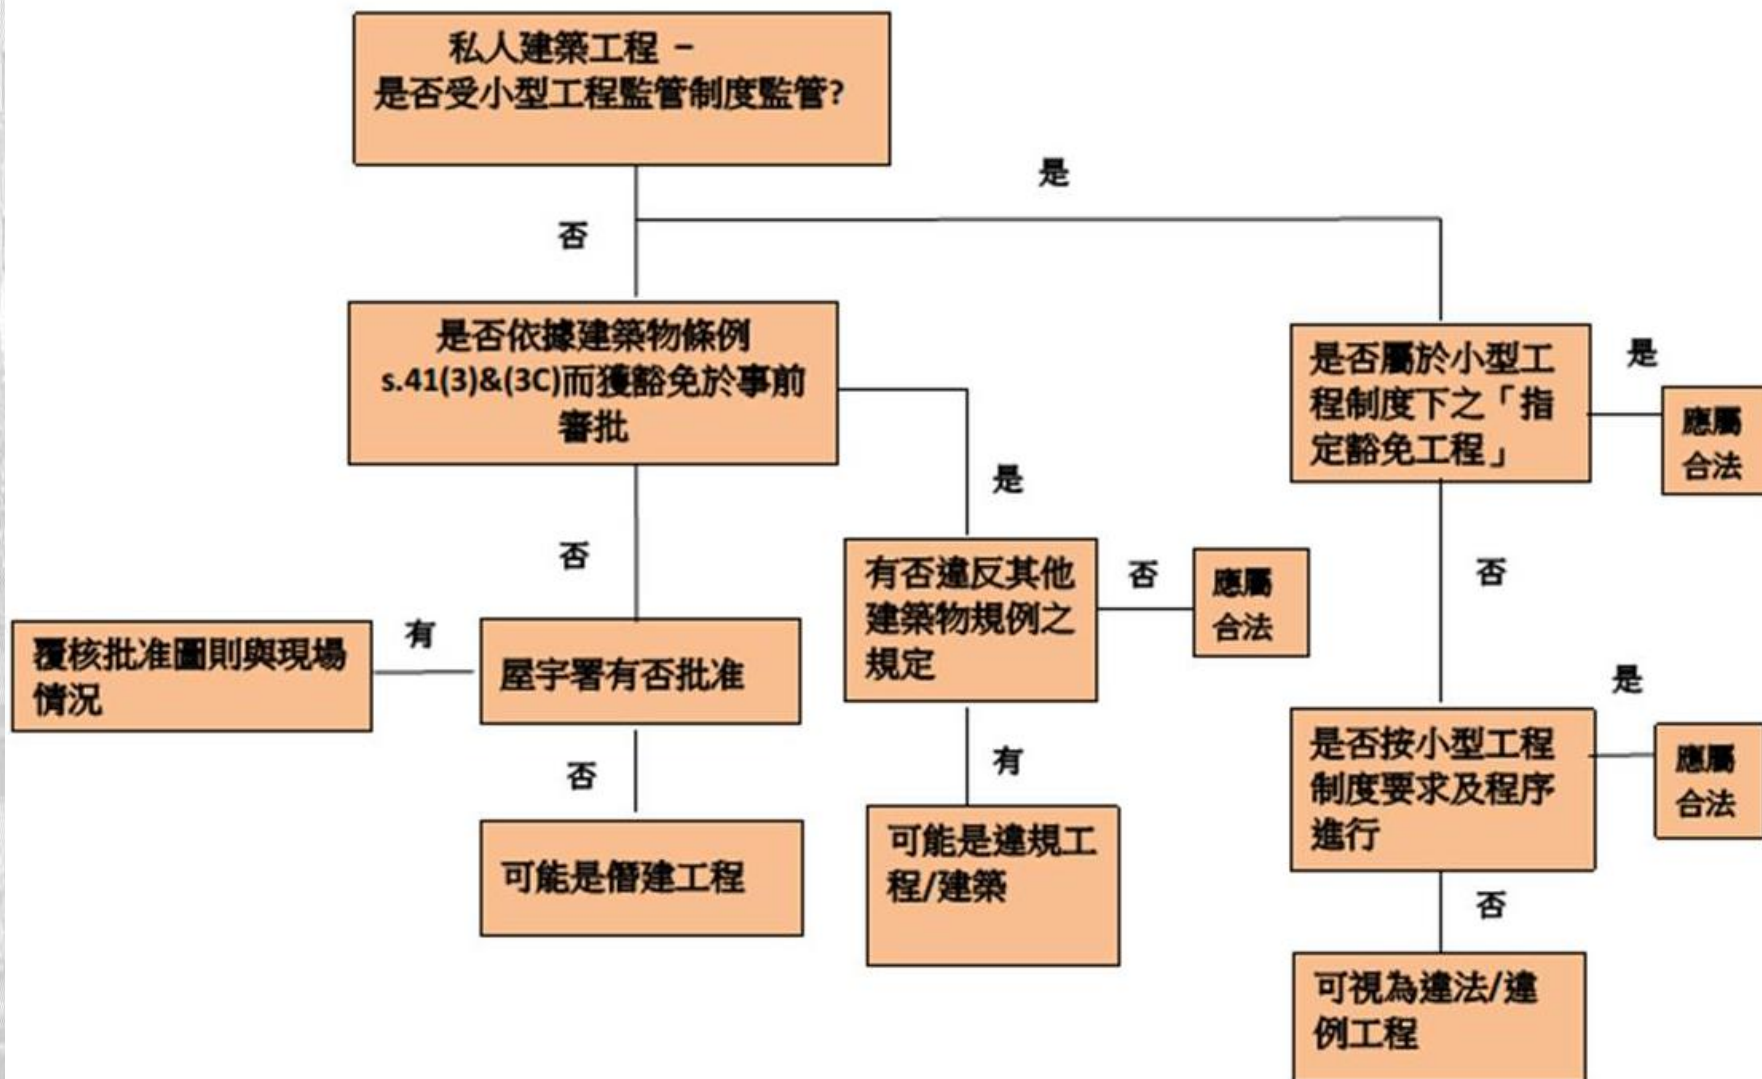 私人建築工程 –
是否受小型工程監管制度監管?
是
否
是否依據建築物條例
s.41(3)&(3C)而獲豁免於事前
審批
是否屬於小型工
程制度下之「指
定豁免工程」
是
應屬
合法
是
否
有否違反其他
建築物規例之
規定
否
應屬
合法
否
覆核批准圖則與現場
情況
有
屋宇署有否批准
是否按小型工程
制度要求及程序
進行
是
應屬
合法
否
有
可能是僭建工程
可能是違規工
程/建築
否
可視為違法/違
例工程